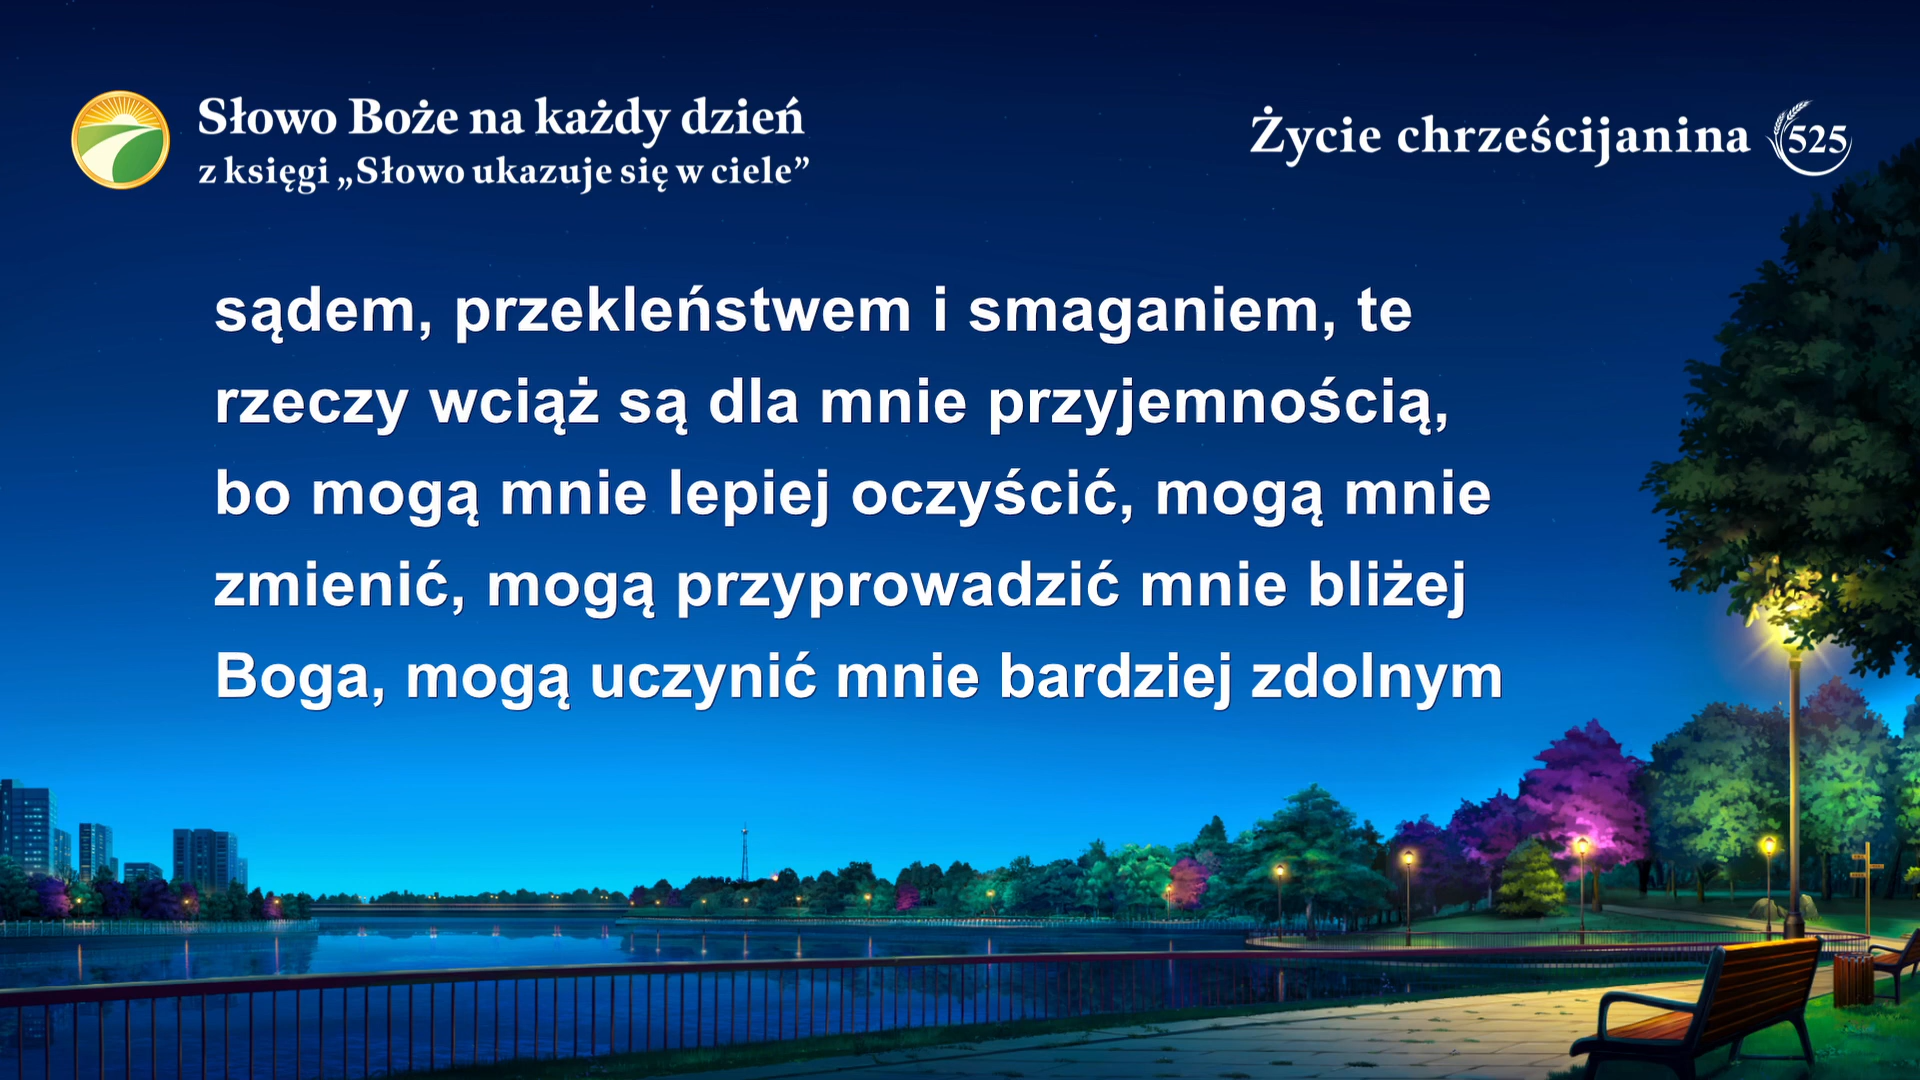 Słowo Boże na każdy dzień
z księgi „Słowo ukazuje się w ciele”
Życie chrześcijanina 525
sądem, przekleństwem i smaganiem, te
rzeczy wciąż są dla mnie przyjemnością,
bo mogą mnie lepiej oczyścić, mogą mnie
zmienić, mogą przyprowadzić mnie bliżej
Boga, mogą uczynić mnie bardziej zdolnym